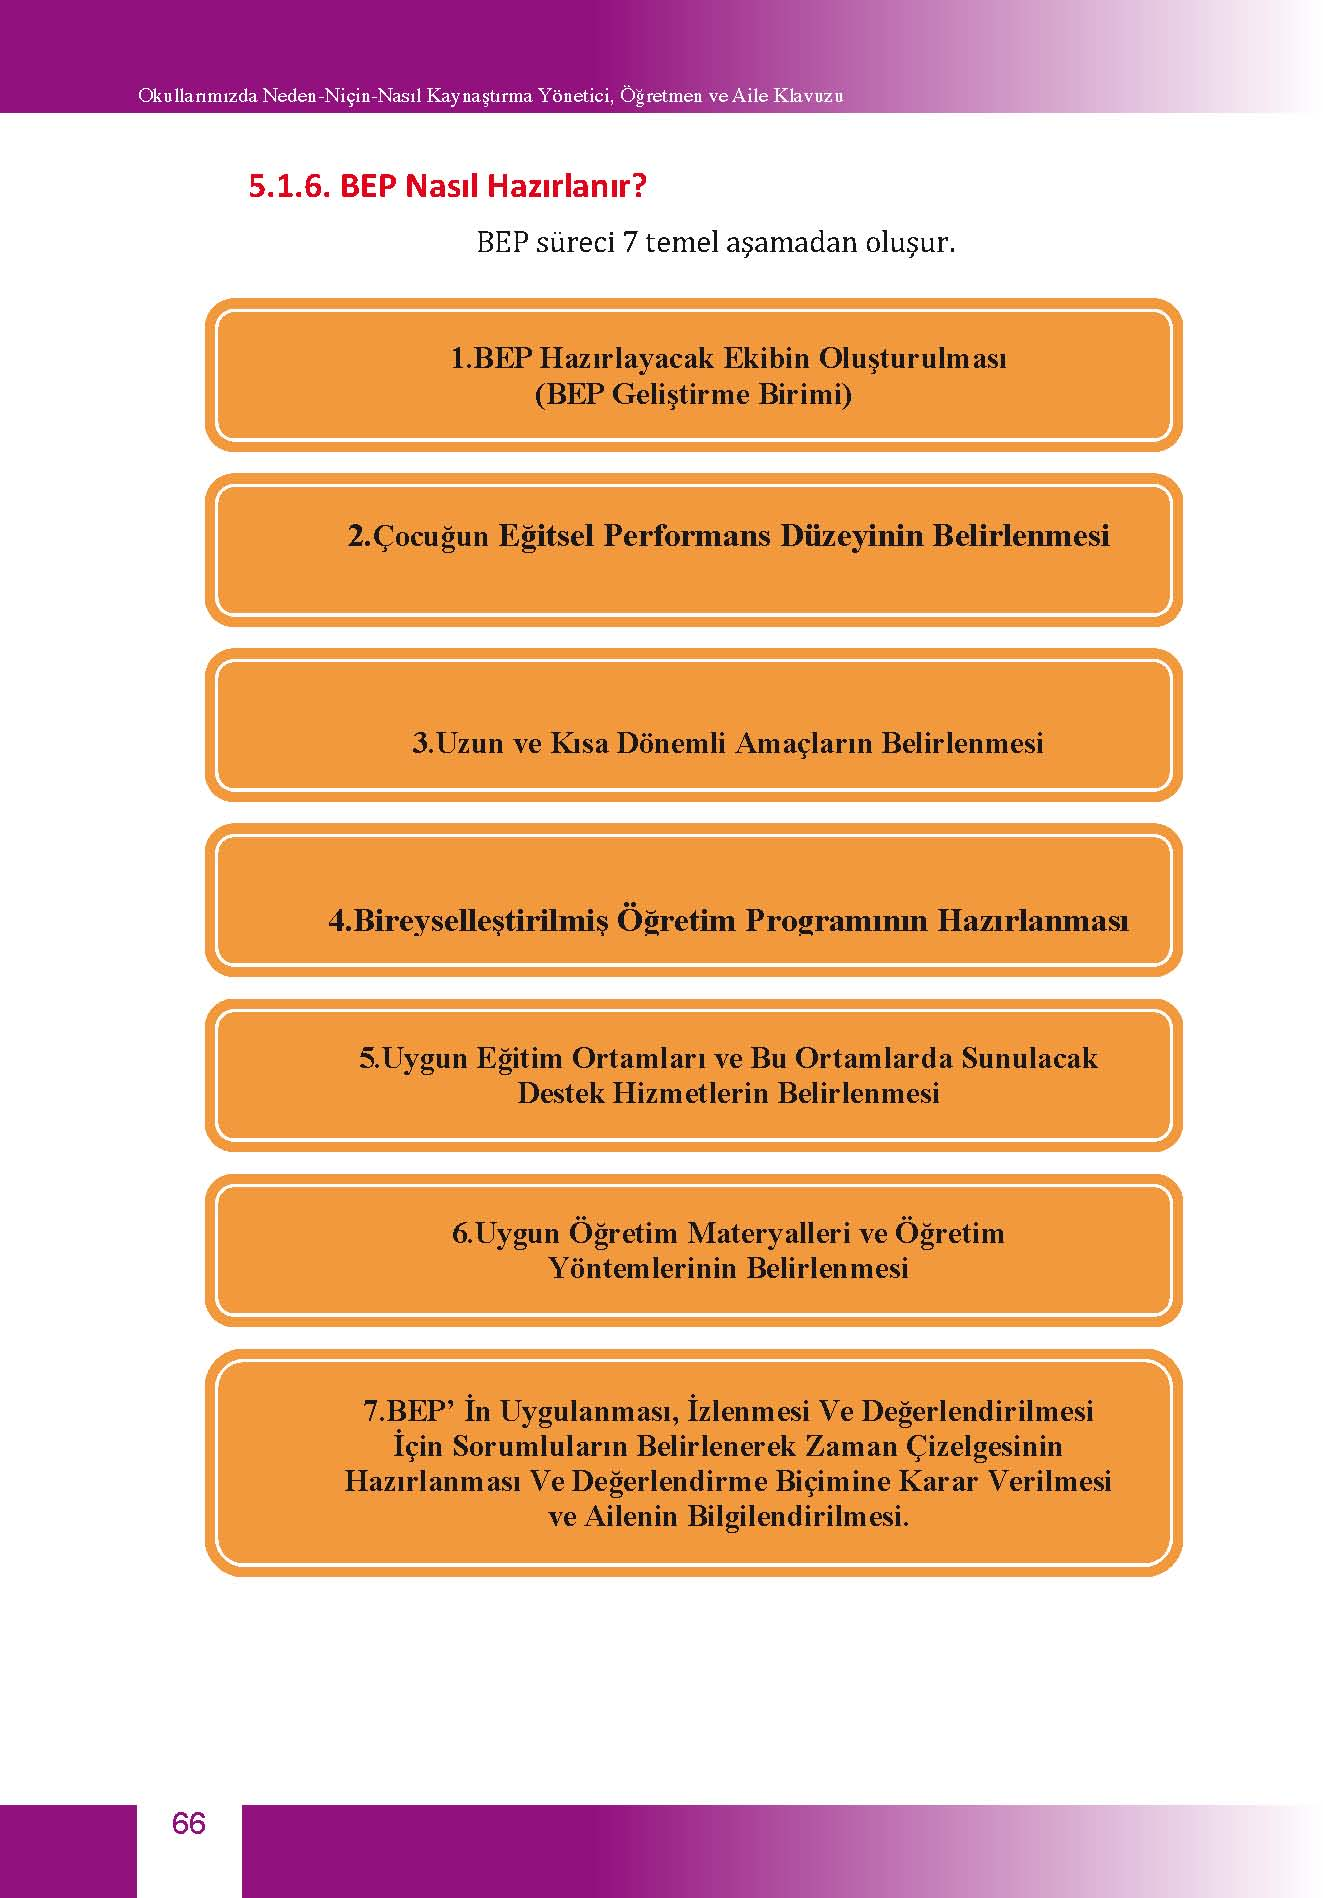 Okullarımızda Neden-Niçin-Nasıl Kaynaştırma Yönetici, Öğretmen ve Aile Klavuzu
5.1.6. BEP Nasıl Hazırlanır?
BEP süreci 7 temel aşamadan oluşur.
1.BEP Hazırlayacak Ekibin Oluşturulması
(BEP Geliştirme Birimi)
2.Çocuğun Eğitsel Performans Düzeyinin Belirlenmesi
3.Uzun ve Kısa Dönemli Amaçların Belirlenmesi
4.Bireyselleştirilmiş Öğretim Programının Hazırlanması
5.Uygun Eğitim Ortamları ve Bu Ortamlarda Sunulacak
Destek Hizmetlerin Belirlenmesi
6.Uygun Öğretim Materyalleri ve Öğretim
Yöntemlerinin Belirlenmesi
7.BEP’ İn Uygulanması, İzlenmesi Ve Değerlendirilmesi
İçin Sorumluların Belirlenerek Zaman Çizelgesinin
Hazırlanması Ve Değerlendirme Biçimine Karar Verilmesi
ve Ailenin Bilgilendirilmesi.
66